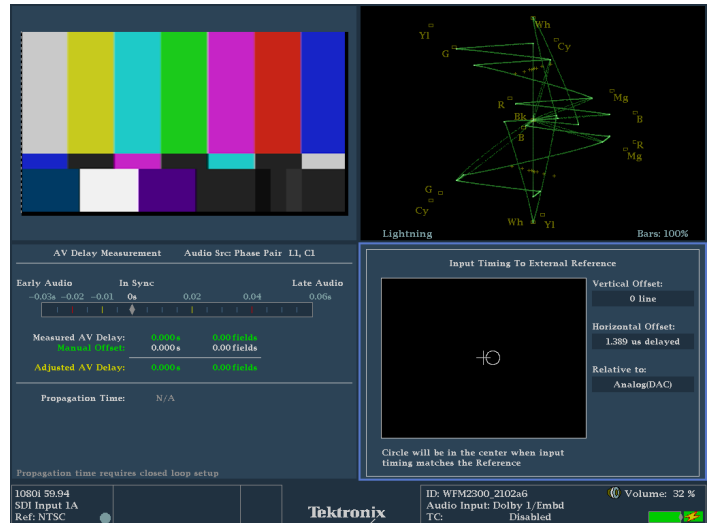 Wh
Yl
Cy
G
Mg
R
B
Bk
B
R
Mg
G
Cy
Wh
Yl
Lightning
Bars: 100%
AV Delay Measurement
Audio Src: Phase Pair L1, C1
Early Audio
In Sync
Late Audio
-0.03s -0.02 -0.01 0s 0.02 0.04 0.06s
Measured AV Delay: 0.000s 0.00 fields
Manual Offset: 0.000s 0.00 fields
Adjusted AV Delay: 0.000s 0.00 fields
Propagation Time: N/A
Propagation time requires closed loop setup
Input Timing To External Reference
Vertical Offset:
0 line
Horizontal Offset:
1.389 us delayed
Relative to:
Analog(DAC)
Circle will be in the center when input
timing matches the Reference
1080i 59.94
SDI Input 1A
Ref: NTSC
Tektronix
ID: WFM2300_2102a6
Audio Input: Dolby 1/Embd
TC: Disabled
Volume: 32 %